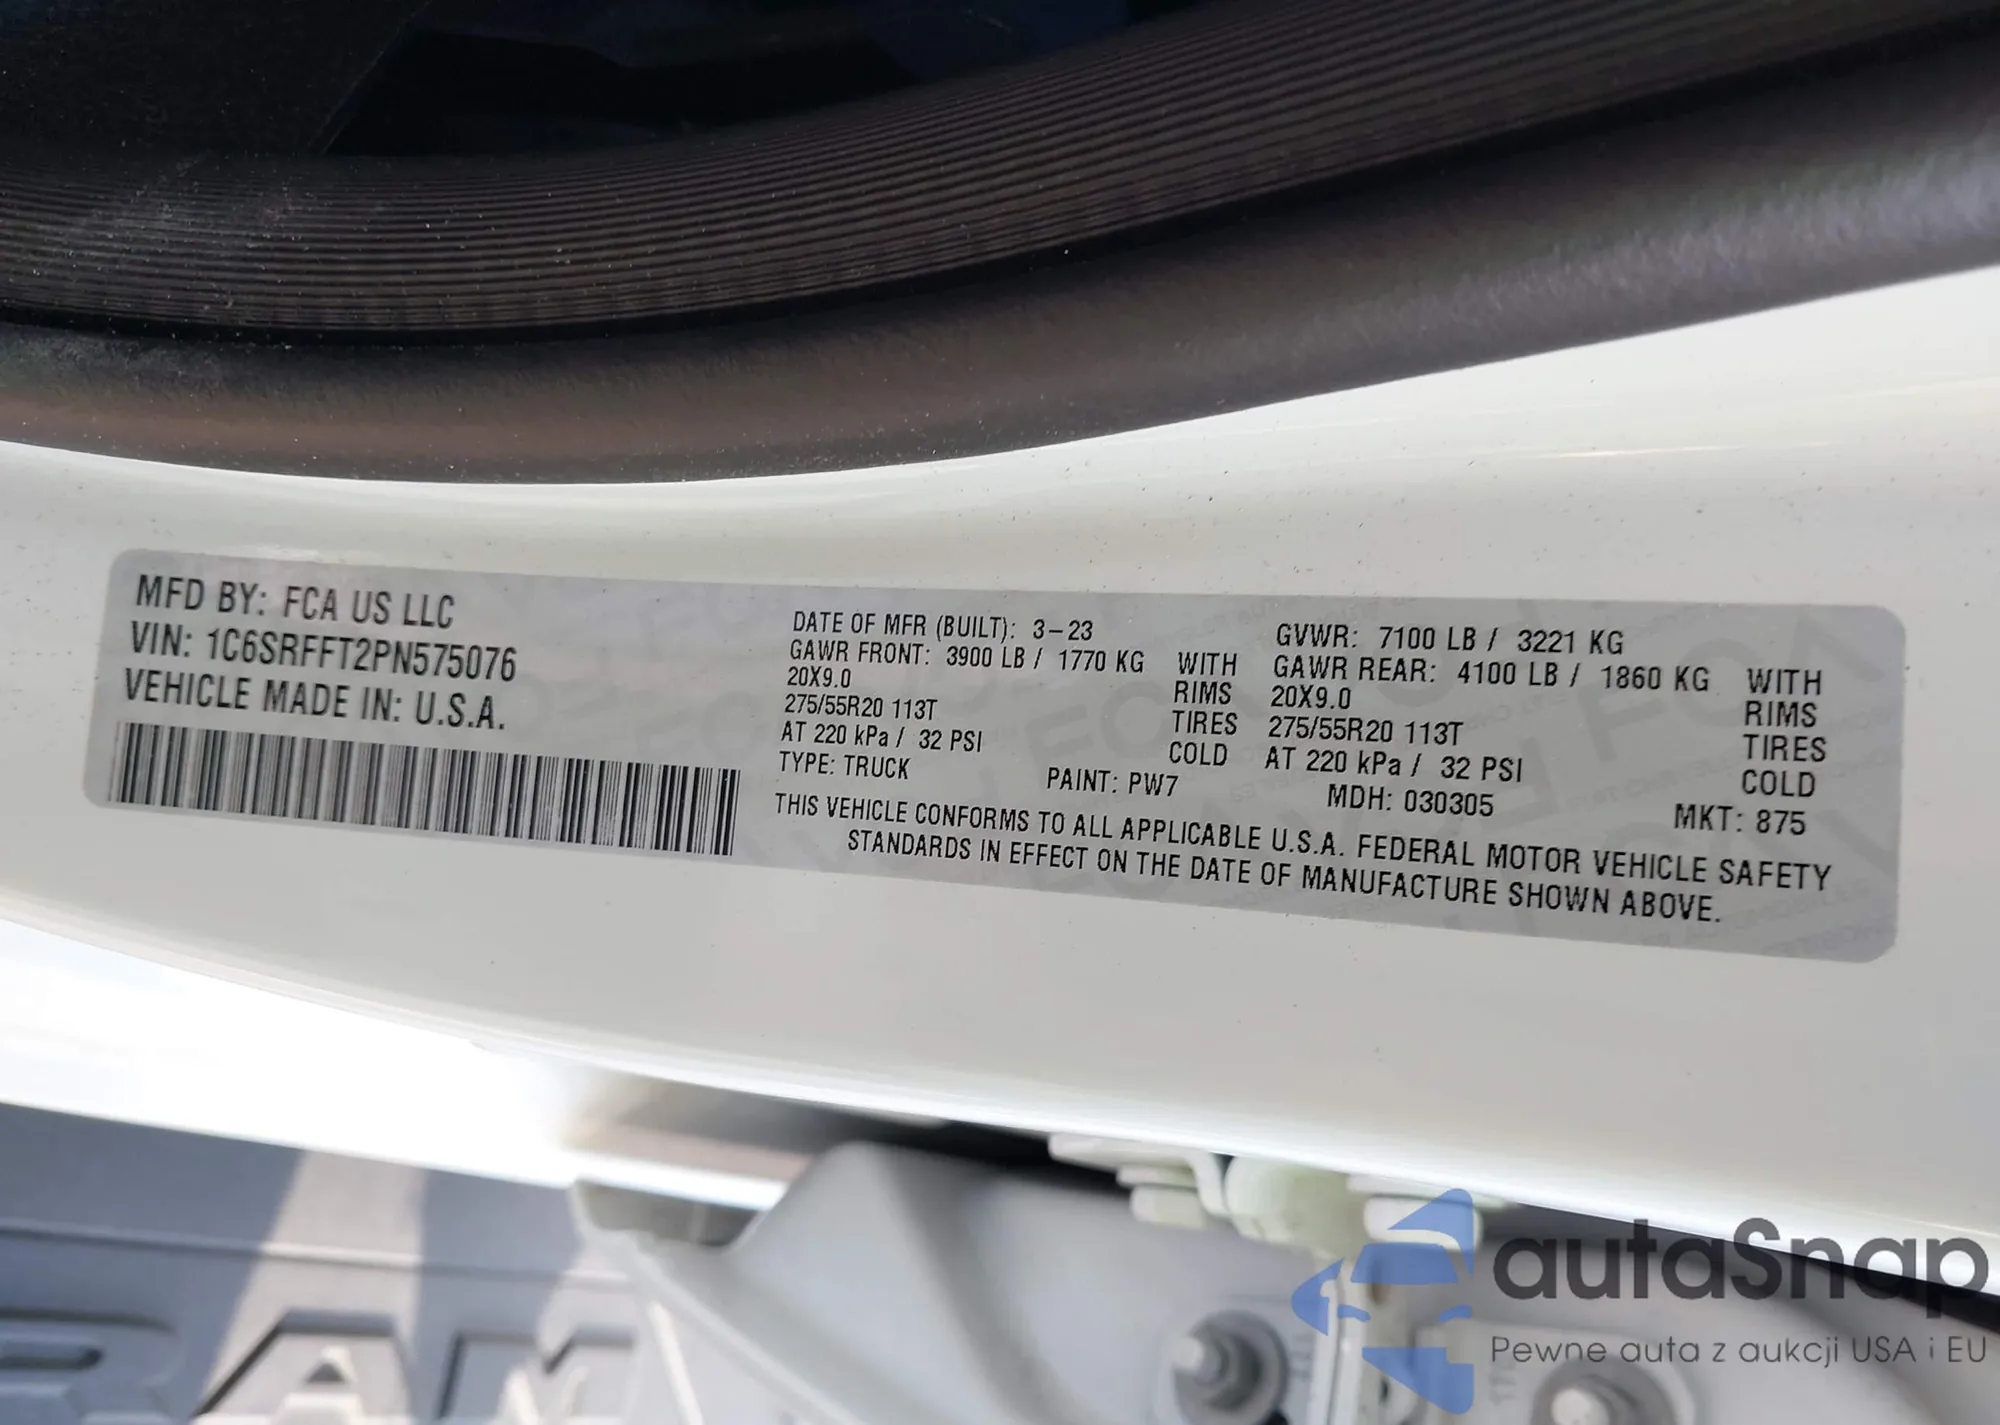 MFD BY: FCA US LLC
VIN: 1C6SRFFT2PN575076
VEHICLE MADE IN: U.S.A.
DATE OF MFR (BUILT): 3-23
GAWR FRONT: 3900 LB / 1770 KG WITH
20X9.0 RIMS
275/55R20 113T TIRES
AT 220 kPa / 32 PSI COLD
GVWR: 7100 LB / 3221 KG
GAWR REAR: 4100 LB / 1860 KG WITH
20X9.0 RIMS
275/55R20 113T TIRES
AT 220 kPa / 32 PSI COLD
TYPE: TRUCK PAINT: PW7 MDH: 030305 MKT: 875
THIS VEHICLE CONFORMS TO ALL APPLICABLE U.S.A. FEDERAL MOTOR VEHICLE SAFETY
STANDARDS IN EFFECT ON THE DATE OF MANUFACTURE SHOWN ABOVE.
RAM
autaSnap
Pewne auta z aukcji USA i EU